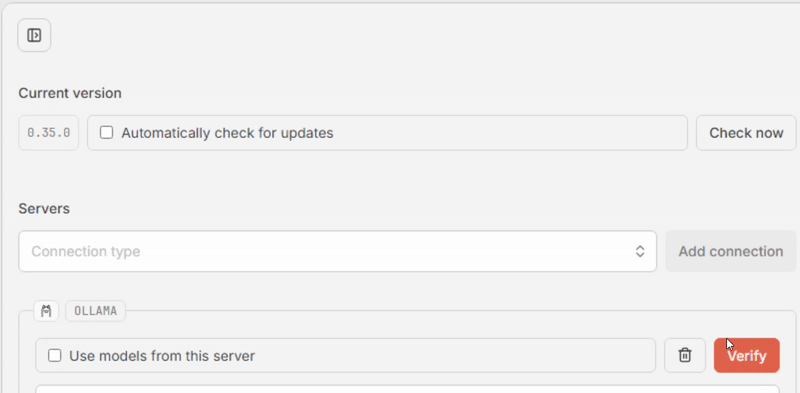 Current version
0.35.0
Automatically check for updates
Check now
Servers
Connection type
Add connection
OLLAMA
Use models from this server
Verify